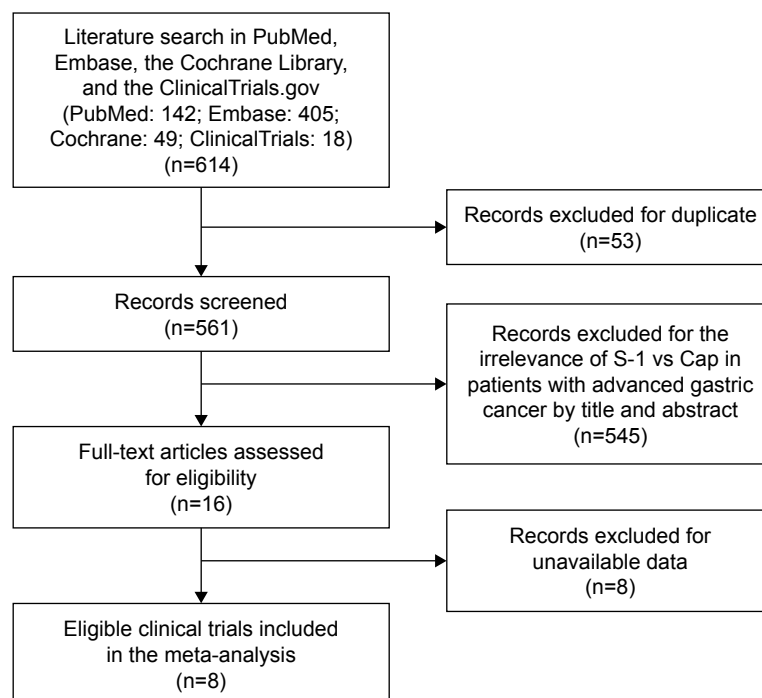 Literature search in PubMed,
Embase, the Cochrane Library,
and the ClinicalTrials.gov
(PubMed: 142; Embase: 405;
Cochrane: 49; ClinicalTrials: 18)
(n=614)
Records excluded for duplicate
(n=53)
Records screened
(n=561)
Records excluded for the
irrelevance of S-1 vs Cap in
patients with advanced gastric
cancer by title and abstract
(n=545)
Full-text articles assessed
for eligibility
(n=16)
Records excluded for
unavailable data
(n=8)
Eligible clinical trials included
in the meta-analysis
(n=8)